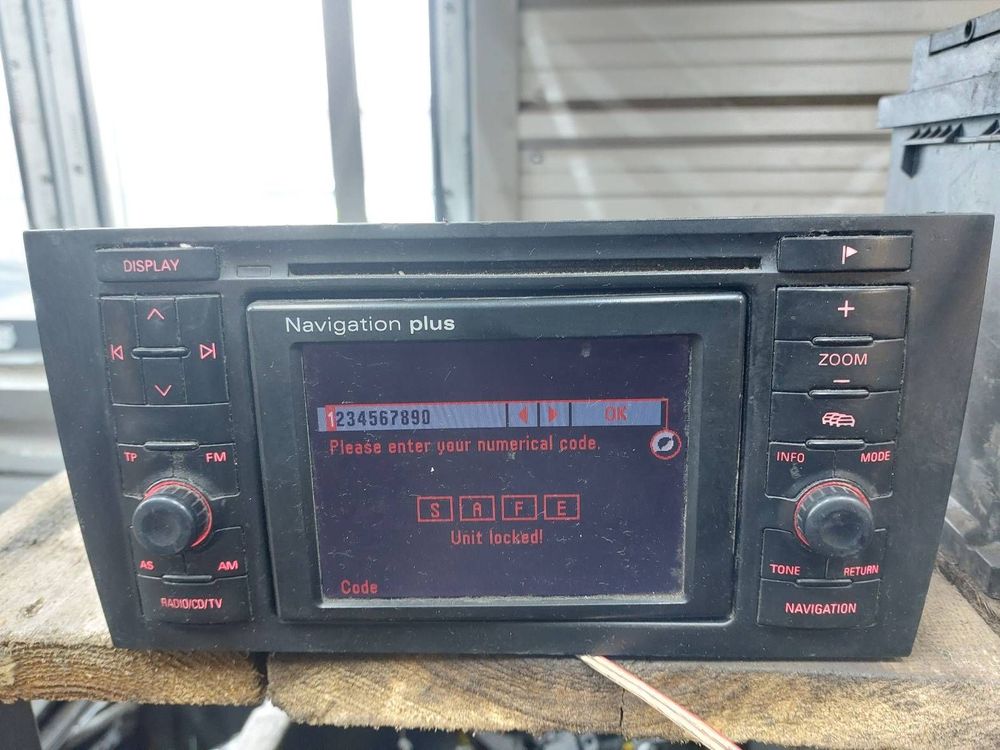 DISPLAY
Navigation plus
+
ZOOM
−
1234567890
OK
Please enter your numerical code.
SAFE
Unit locked!
Code
TP FM
AS AM
RADIO/CD/TV
INFO MODE
TONE RETURN
NAVIGATION